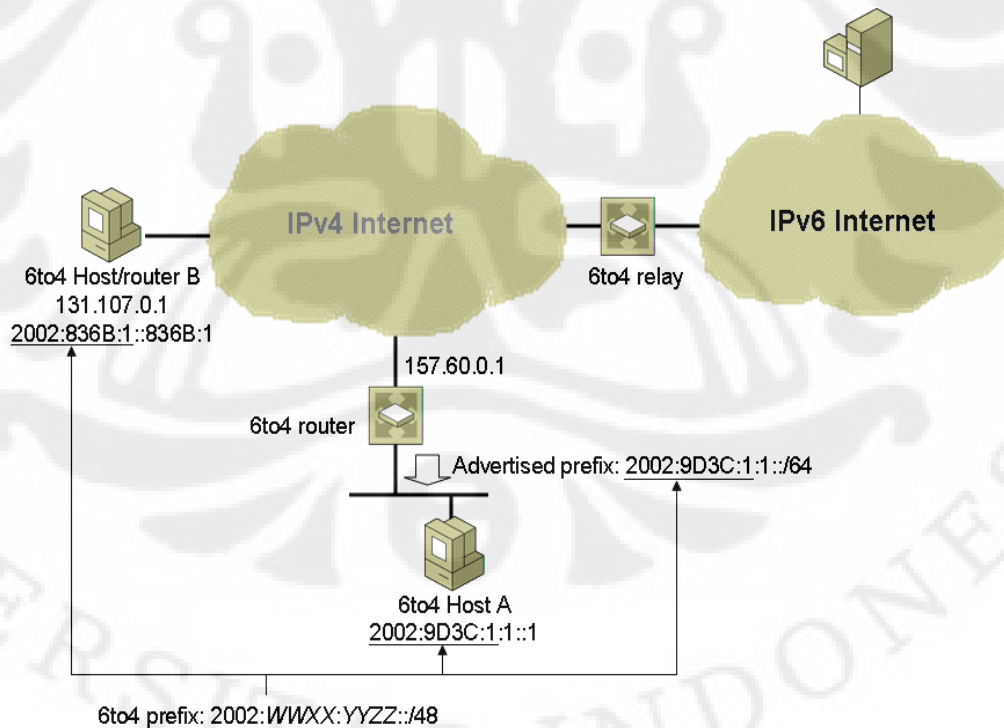 IPv4 Internet
IPv6 Internet
6to4 Host/router B
131.107.0.1
2002:836B:1::836B:1
6to4 relay
157.60.0.1
6to4 router
Advertised prefix: 2002:9D3C:1:1::/64
6to4 Host A
2002:9D3C:1:1::1
6to4 prefix: 2002:WWXX:YYZZ::/48